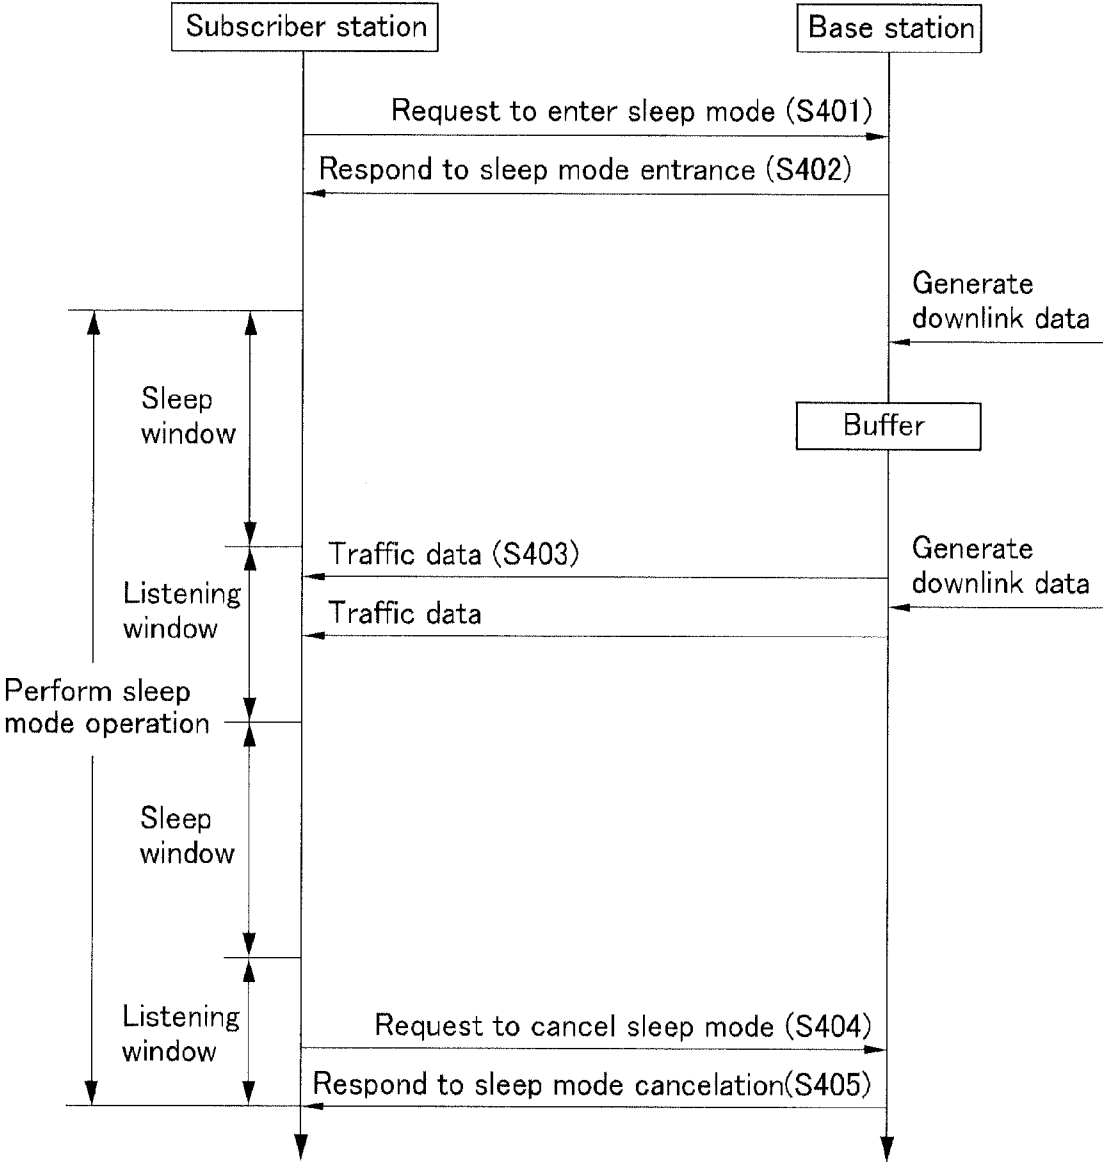 Subscriber station
Base station
Request to enter sleep mode (S401)
Respond to sleep mode entrance (S402)
Generate
downlink data
Sleep
window
Buffer
Traffic data (S403)
Generate
downlink data
Listening
window
Traffic data
Perform sleep
mode operation
Sleep
window
Listening
window
Request to cancel sleep mode (S404)
Respond to sleep mode cancelation(S405)